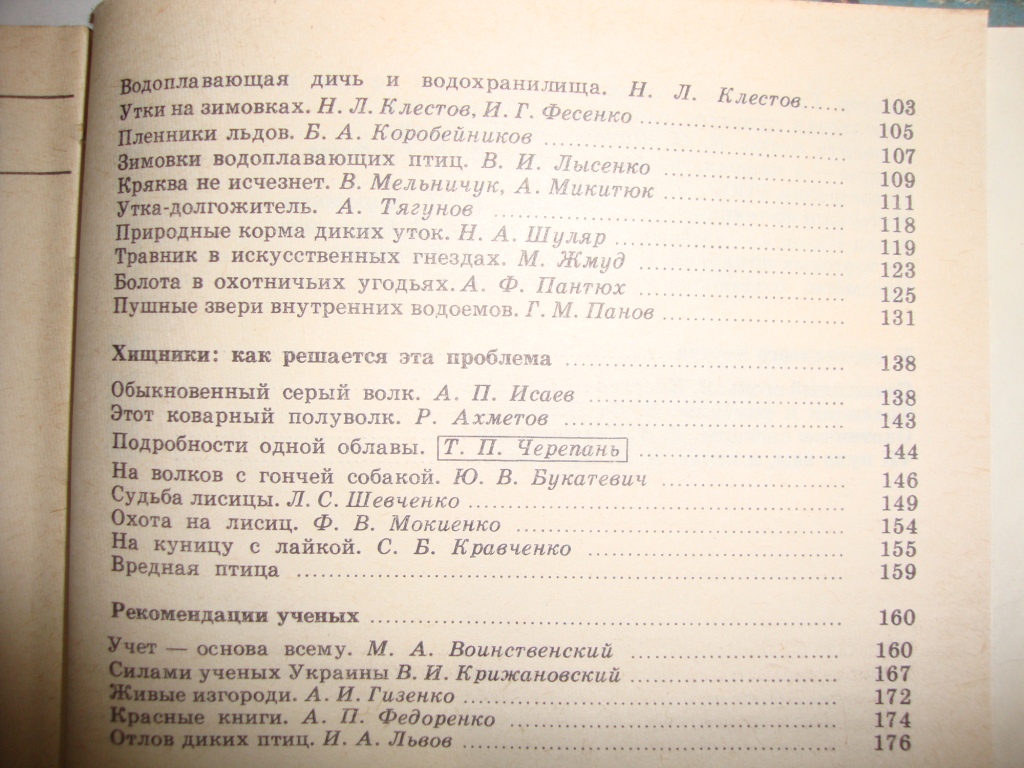 Водоплавающая дичь и водохранилища. Н. Л. Клестов...... 103
Утки на зимовках. Н. Л. Клестов, И. Г. Фесенко .................... 105
Пленники льдов. Б. А. Коробейников .................... 107
Зимовки водоплавающих птиц. В. И. Лысенко .................... 109
Кряква не исчезнет. В. Мельничук, А. Микитюк .................... 111
Утка-долгожитель. А. Тягунов .................... 118
Природные корма диких уток. Н. А. Шуляр .................... 119
Травник в искусственных гнездах. М. Жмуд .................... 123
Болота в охотничьих угодьях. А. Ф. Пантюх .................... 125
Пушные звери внутренних водоемов. Г. М. Панов .................... 131
Хищники: как решается эта проблема .................... 138
Обыкновенный серый волк. А. П. Исаев .................... 138
Этот коварный полуволк. Р. Ахметов .................... 143
Подробности одной облавы. Т. П. Черепань .................... 144
На волков с гончей собакой. Ю. В. Букатевич .................... 146
Судьба лисицы. Л. С. Шевченко .................... 149
Охота на лисиц. Ф. В. Мокиенко .................... 154
На куницу с лайкой. С. Б. Кравченко .................... 155
Вредная птица .................... 159
Рекомендации ученых .................... 160
Учет — основа всему. М. А. Воинственский .................... 160
Силами ученых Украины В. И. Крижановский .................... 167
Живые изгороди. А. И. Гизенко .................... 172
Красные книги. А. П. Федоренко .................... 174
Отлов диких птиц. И. А. Львов .................... 176